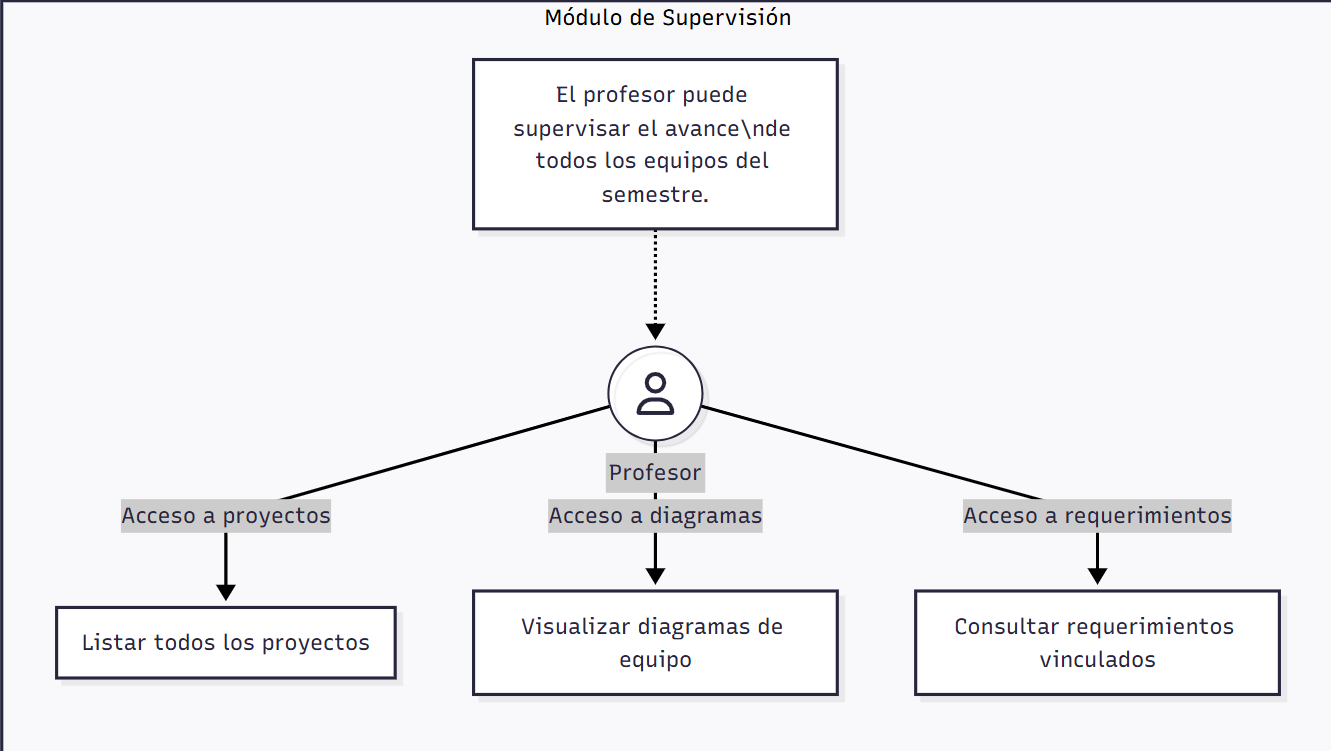 Módulo de Supervisión
El profesor puede
supervisar el avance\nde
todos los equipos del
semestre.
Profesor
Acceso a proyectos
Acceso a diagramas
Acceso a requerimientos
Listar todos los proyectos
Visualizar diagramas de
equipo
Consultar requerimientos
vinculados